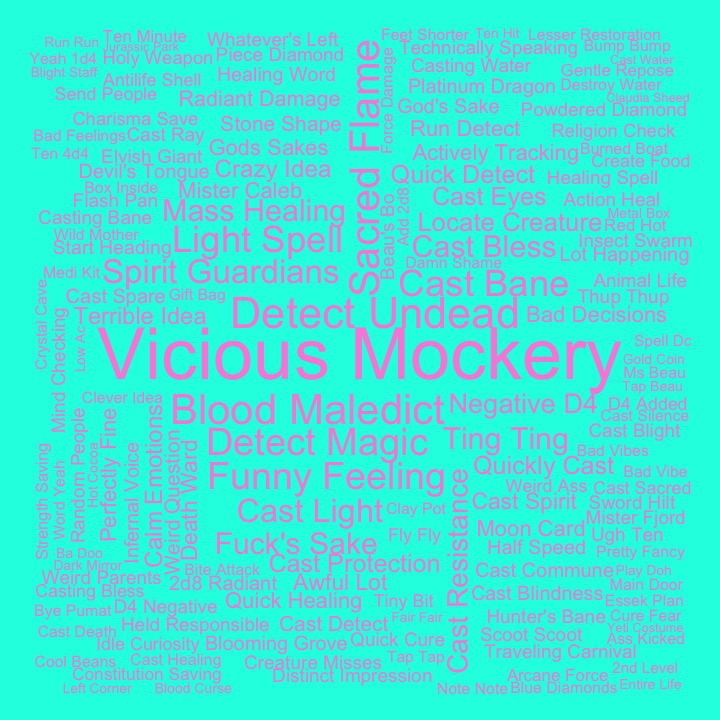 Run Run
Ten Minute
Jurassic Park
Whatever's Left
Feet Shorter
Ten Hit
Lesser Restoration
Yeah 1d4
Holy Weapon
Piece Diamond
Technically Speaking
Bump Bump
Blight Staff
Antilife Shell
Healing Word
Casting Water
Cast Water
Gentle Repose
Send People
Radiant Damage
Sacred Flame
Force Damage
Platinum Dragon
Destroy Water
Claudia Sheed
Charisma Save
Stone Shape
God's Sake
Powdered Diamond
Bad Feelings
Cast Ray
Gods Sakes
Run Detect
Religion Check
Ten 4d4
Elvish Giant
Actively Tracking
Burned Boat
Devil's Tongue
Crazy Idea
Quick Detect
Create Food
Healing Spell
Box Inside
Mister Caleb
Flash Pan
Cast Eyes
Action Heal
Casting Bane
Mass Healing
Beau's Bo
Add 2d8
Locate Creature
Metal Box
Red Hot
Wild Mother
Start Heading
Light Spell
Cast Bless
Insect Swarm
Lot Happening
Medi Kit
Spirit Guardians
Damn Shame
Cast Bane
Animal Life
Cast Spare
Gift Bag
Thup Thup
Terrible Idea
Detect Undead
Bad Decisions
Crystal Cave
Low Ac
Mind Checking
Vicious Mockery
Spell Dc
Gold Coin
Ms Beau
Tap Beau
Clever Idea
Blood Maledict
Negative D4
D4 Added
Cast Silence
Cast Blight
Detect Magic
Ting Ting
Bad Vibes
Bad Vibe
Strength Saving
Word Yeah
Random People
Hot Cocoa
Perfectly Fine
Infernal Voice
Calm Emotions
Weird Question
Death Ward
Funny Feeling
Quickly Cast
Weird Ass
Cast Sacred
Cast Light
Clay Pot
Cast Resistance
Cast Spirit
Sword Hilt
Mister Fjord
Moon Card
Ugh Ten
Fuck's Sake
Fly Fly
Half Speed
Pretty Fancy
Ba Doo
Dark Mirror
Bite Attack
Cast Protection
Weird Parents
2d8 Radiant
Awful Lot
Cast Commune
Play Doh
Casting Bless
Cast Blindness
Main Door
Bye Pumat
D4 Negative
Quick Healing
Tiny Bit
Essek Plan
Held Responsible
Cast Detect
Fair Fair
Hunter's Bane
Cure Fear
Cast Death
Yeti Costume
Idle Curiosity
Blooming Grove
Quick Cure
Scoot Scoot
Ass Kicked
Cool Beans
Cast Healing
Creature Misses
Tap Tap
Traveling Carnival
Constitution Saving
Distinct Impression
Arcane Force
2nd Level
Left Corner
Blood Curse
Note Note
Blue Diamonds
Entire Life